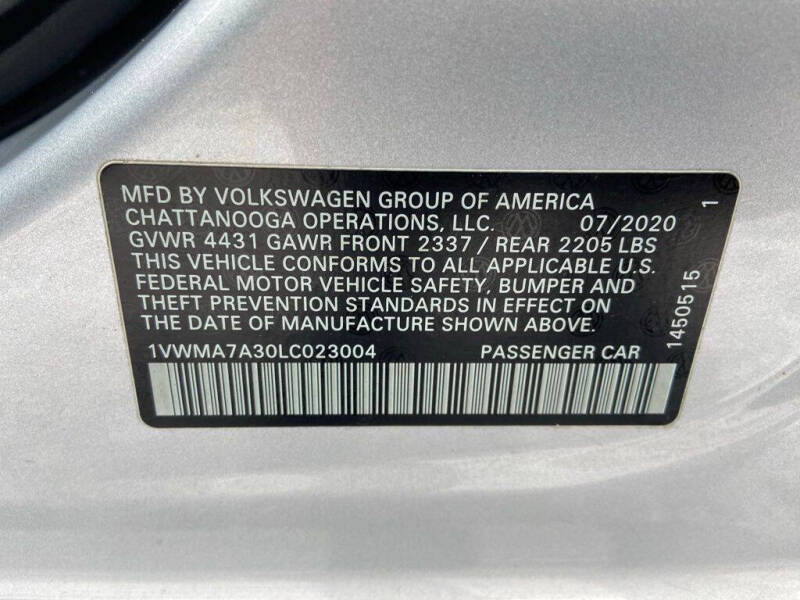 MFD BY VOLKSWAGEN GROUP OF AMERICA
CHATTANOOGA OPERATIONS, LLC. 07/2020
GVWR 4431 GAWR FRONT 2337 / REAR 2205 LBS
THIS VEHICLE CONFORMS TO ALL APPLICABLE U.S.
FEDERAL MOTOR VEHICLE SAFETY, BUMPER AND
THEFT PREVENTION STANDARDS IN EFFECT ON
THE DATE OF MANUFACTURE SHOWN ABOVE.
1VWMA7A30LC023004 PASSENGER CAR
1450515 1